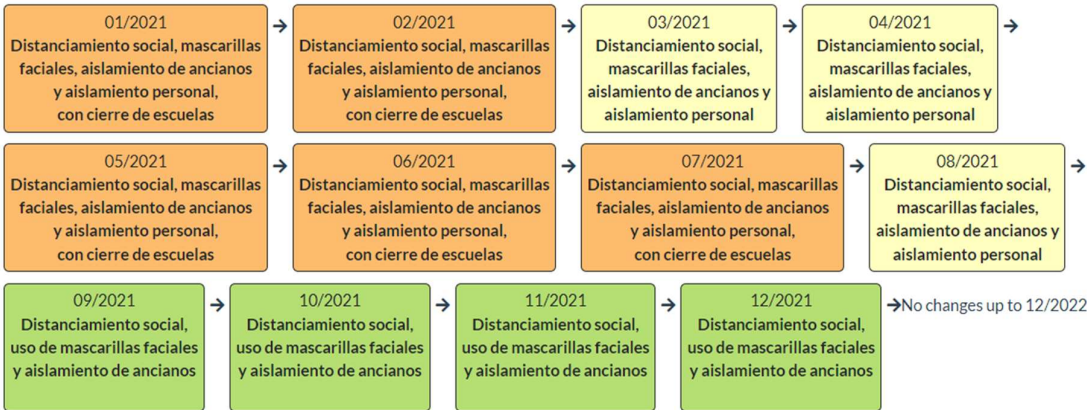 01/2021
Distanciamiento social, mascarillas
faciales, aislamiento de ancianos
y aislamiento personal,
con cierre de escuelas
02/2021
Distanciamiento social, mascarillas
faciales, aislamiento de ancianos
y aislamiento personal,
con cierre de escuelas
03/2021
Distanciamiento social,
mascarillas faciales,
aislamiento de ancianos y
aislamiento personal
04/2021
Distanciamiento social,
mascarillas faciales,
aislamiento de ancianos y
aislamiento personal
05/2021
Distanciamiento social, mascarillas
faciales, aislamiento de ancianos
y aislamiento personal,
con cierre de escuelas
06/2021
Distanciamiento social, mascarillas
faciales, aislamiento de ancianos
y aislamiento personal,
con cierre de escuelas
07/2021
Distanciamiento social, mascarillas
faciales, aislamiento de ancianos
y aislamiento personal,
con cierre de escuelas
08/2021
Distanciamiento social,
mascarillas faciales,
aislamiento de ancianos y
aislamiento personal
09/2021
Distanciamiento social,
uso de mascarillas faciales
y aislamiento de ancianos
10/2021
Distanciamiento social,
uso de mascarillas faciales
y aislamiento de ancianos
11/2021
Distanciamiento social,
uso de mascarillas faciales
y aislamiento de ancianos
12/2021
Distanciamiento social,
uso de mascarillas faciales
y aislamiento de ancianos
No changes up to 12/2022